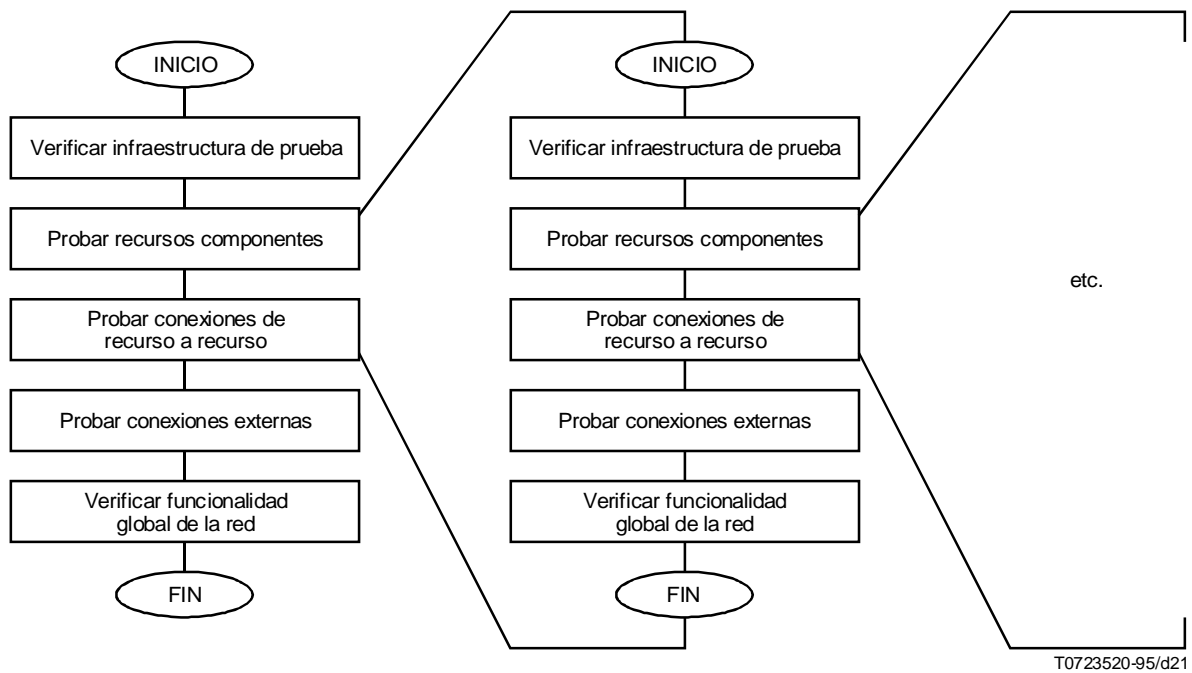 INICIO
Verificar infraestructura de prueba
Probar recursos componentes
Probar conexiones de
recurso a recurso
Probar conexiones externas
Verificar funcionalidad
global de la red
FIN
INICIO
Verificar infraestructura de prueba
Probar recursos componentes
Probar conexiones de
recurso a recurso
Probar conexiones externas
Verificar funcionalidad
global de la red
FIN
etc.
T0723520-95/d21